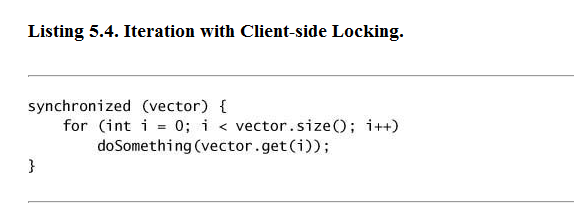 Listing 5.4. Iteration with Client-side Locking.
synchronized (vector) {
    for (int i = 0; i < vector.size(); i++)
        doSomething(vector.get(i));
}